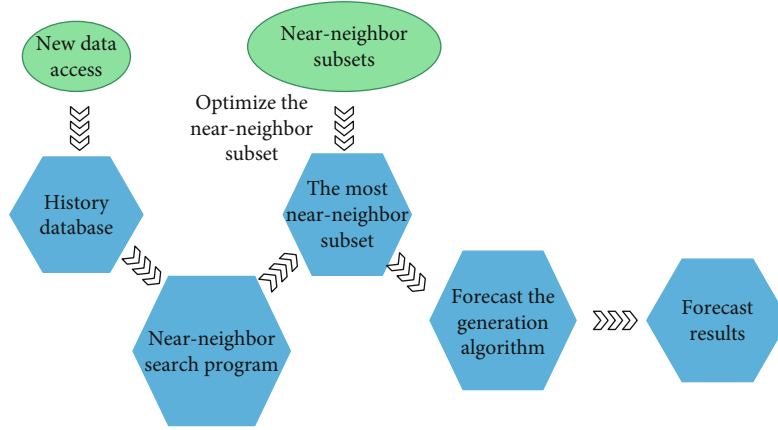 New data
access
Near-neighbor
subsets
Optimize the
near-neighbor
subset
History
database
The most
near-neighbor
subset
Near-neighbor
search program
Forecast the
generation
algorithm
Forecast
results